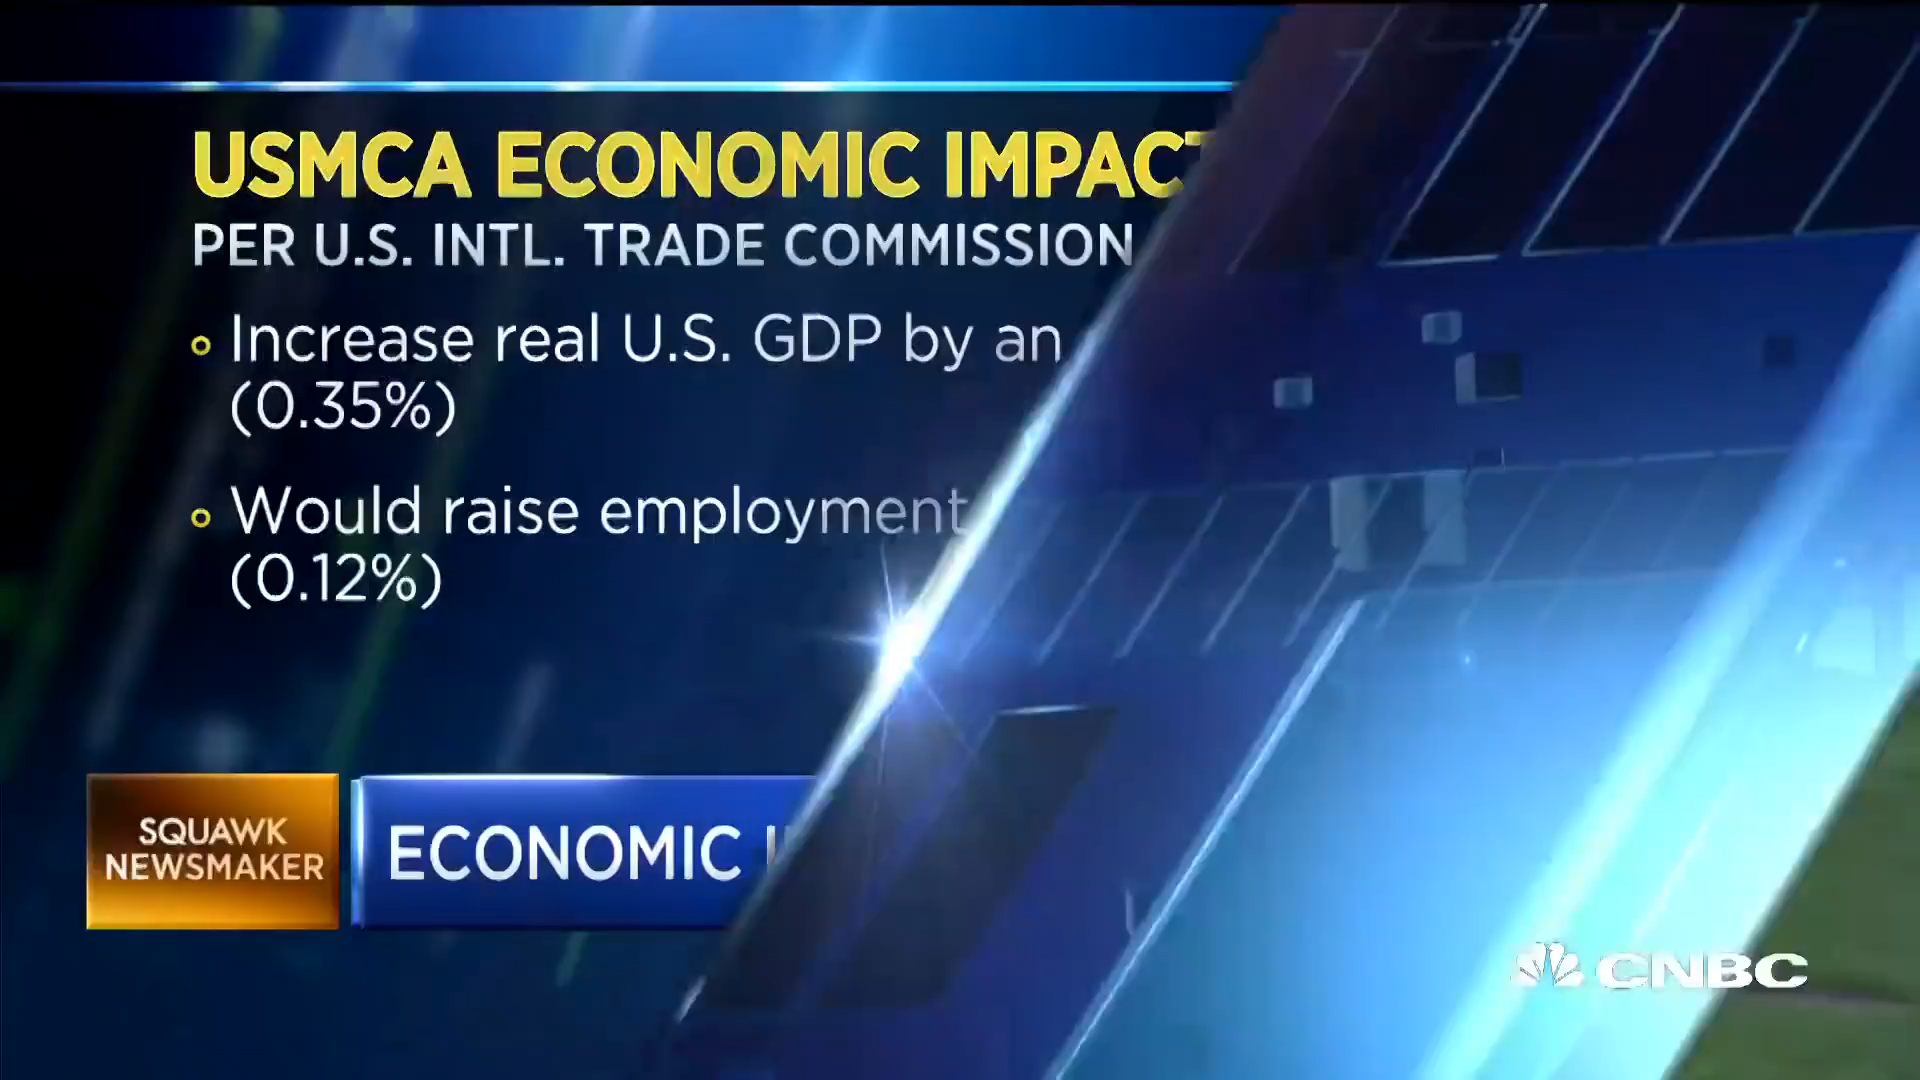 USMCA ECONOMIC IMPACT
PER U.S. INTL. TRADE COMMISSION
Increase real U.S. GDP by an
(0.35%)
Would raise employment
(0.12%)
SQUAWK
NEWSMAKER
ECONOMIC
CNBC